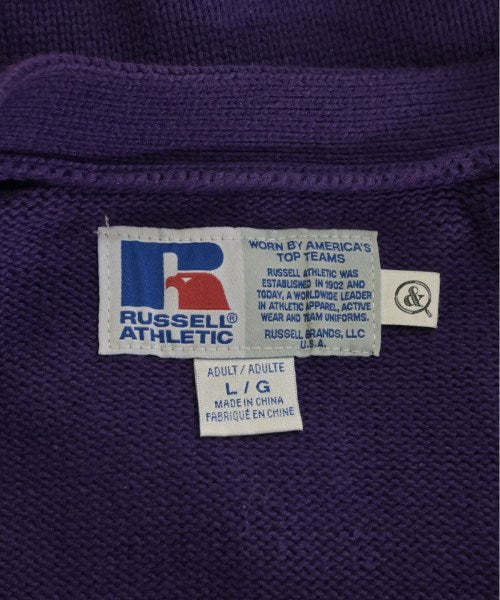 R
RUSSELL
ATHLETIC
WORN BY AMERICA'S
TOP TEAMS
RUSSELL ATHLETIC WAS
ESTABLISHED IN 1902 AND
TODAY, A WORLDWIDE LEADER
IN ATHLETIC APPAREL, ACTIVE
WEAR AND TEAM UNIFORMS.
RUSSELL BRANDS, LLC
U.S.A.
&
ADULT / ADULTE
L / G
MADE IN CHINA
FABRIQUÉ EN CHINE